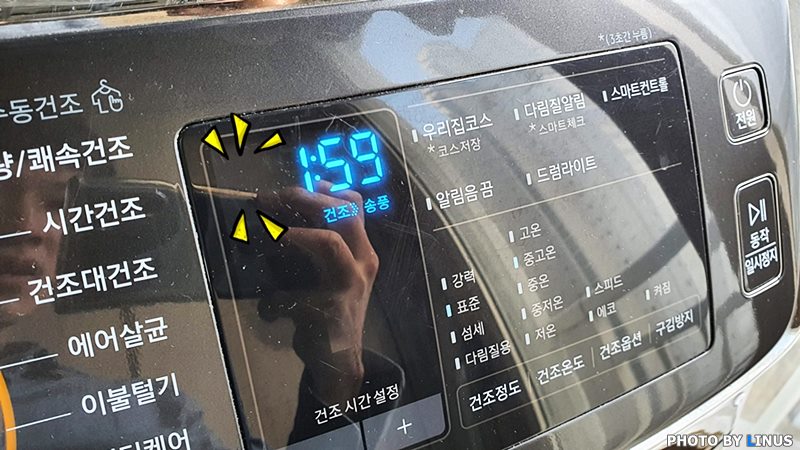 수동건조
량/쾌속건조
시간건조
건조대건조
에어살균
이불털기
1:59
건조 송풍
건조 시간 설정
+
*(3초간 누름)
우리집코스
*코스저장
다림질알림
*스마트체크
스마트컨트롤
알림음 끔
드럼라이트
강력
표준
섬세
다림질용
고온
중고온
중온
중저온
저온
스피드
에코
켜짐
건조정도
건조온도
건조옵션
구김방지
전원
동작
일시정지
PHOTO BY LINUS